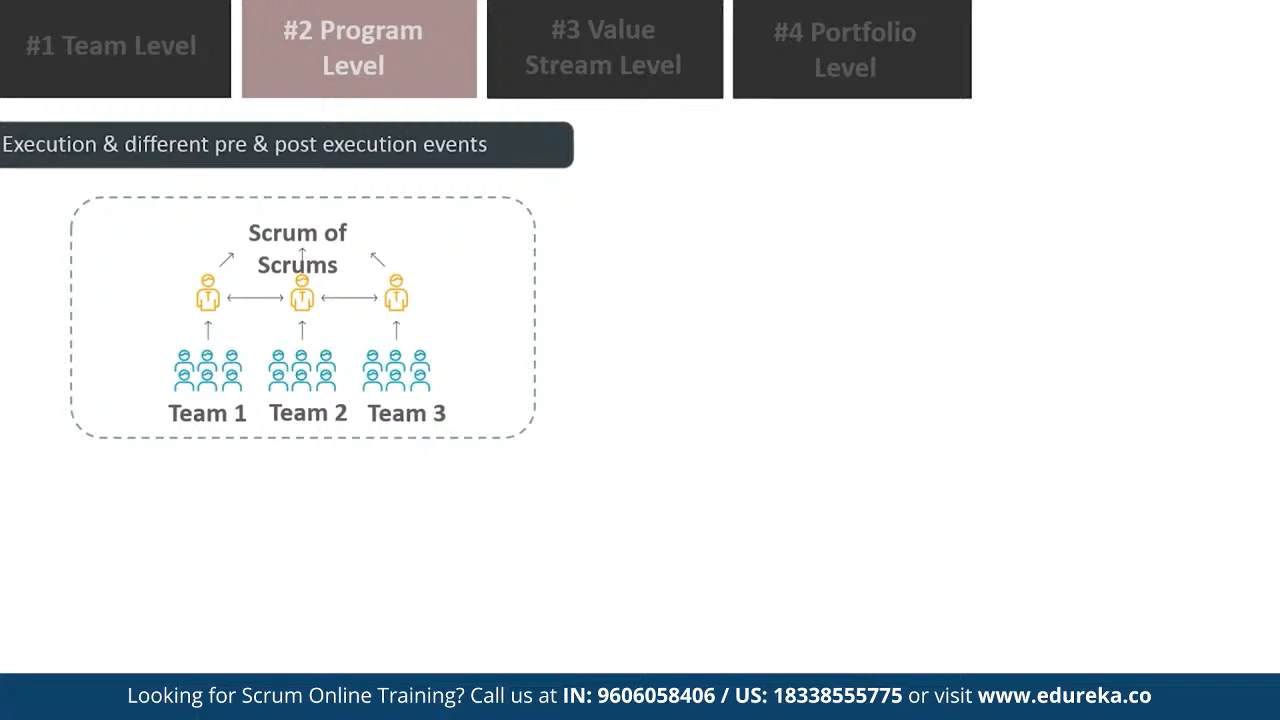 #1 Team Level
#2 Program
Level
#3 Value
Stream Level
#4 Portfolio
Level
Execution & different pre & post execution events
Scrum of
Scrums
Team 1
Team 2
Team 3
Looking for Scrum Online Training? Call us at IN: 9606058406 / US: 18338555775 or visit www.edureka.co